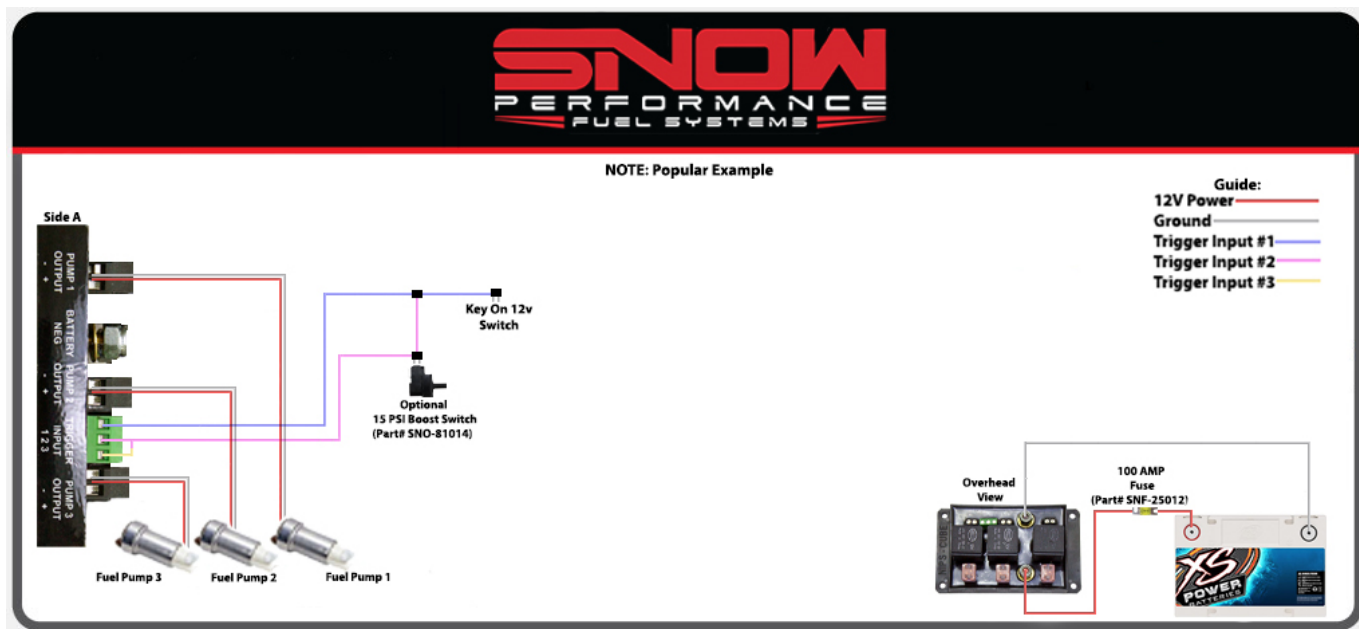 SNOW
PERFORMANCE
FUEL SYSTEMS
NOTE: Popular Example
Guide:
12V Power
Ground
Trigger Input #1
Trigger Input #2
Trigger Input #3
Side A
PUMP 1
OUTPUT
- +
BATTERY
NEG
PUMP 2
OUTPUT
- +
TRIGGER
INPUT
1 2 3
PUMP 3
OUTPUT
- +
Key On 12v
Switch
Optional
15 PSI Boost Switch
(Part# SNO-81014)
Fuel Pump 3
Fuel Pump 2
Fuel Pump 1
Overhead
View
100 AMP
Fuse
(Part# SNF-25012)
XS
POWER
BATTERIES